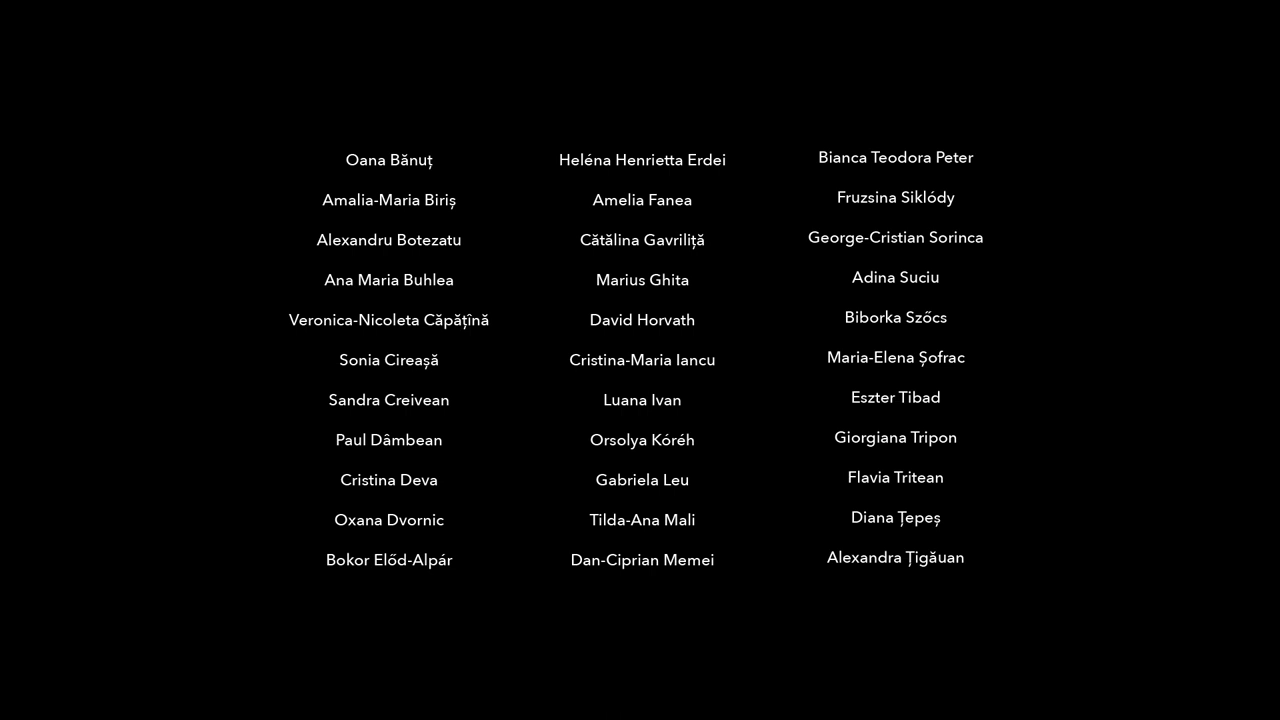 Oana Bănuț
Amalia-Maria Biriș
Alexandru Botezatu
Ana Maria Buhlea
Veronica-Nicoleta Căpățînă
Sonia Cireașă
Sandra Creivean
Paul Dâmbean
Cristina Deva
Oxana Dvornic
Bokor Előd-Alpár
Heléna Henrietta Erdei
Amelia Fanea
Cătălina Gavriliță
Marius Ghita
David Horvath
Cristina-Maria Iancu
Luana Ivan
Orsolya Kóréh
Gabriela Leu
Tilda-Ana Mali
Dan-Ciprian Memei
Bianca Teodora Peter
Fruzsina Siklódy
George-Cristian Sorinca
Adina Suciu
Biborka Szőcs
Maria-Elena Șofrac
Eszter Tibad
Giorgiana Tripon
Flavia Tritean
Diana Țepeș
Alexandra Țigăuan